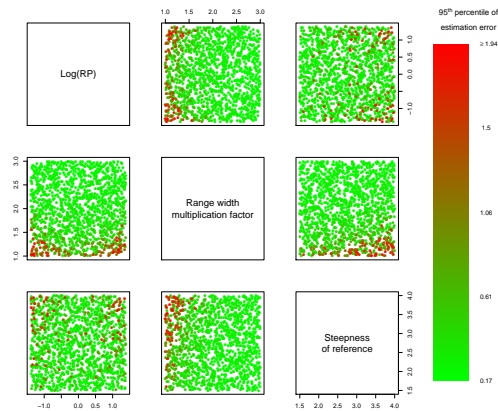 95th percentile of
estimation error
1.0 1.5 2.0 2.5 3.0
Log(RP)
−1.0 0.0 0.5 1.0
≥1.94
1.5
1.06
0.61
0.17
1.0 1.5 2.0 2.5 3.0
Range width
multiplication factor
Steepness
of reference
1.5 2.0 2.5 3.0 3.5 4.0
−1.0 0.0 0.5 1.0
1.5 2.0 2.5 3.0 3.5 4.0